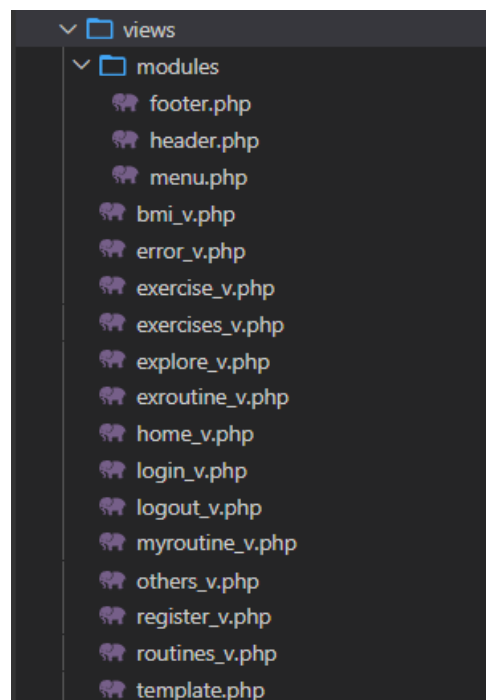 views
modules
footer.php
header.php
menu.php
bmi_v.php
error_v.php
exercise_v.php
exercises_v.php
explore_v.php
exroutine_v.php
home_v.php
login_v.php
logout_v.php
myroutine_v.php
others_v.php
register_v.php
routines_v.php
template.php